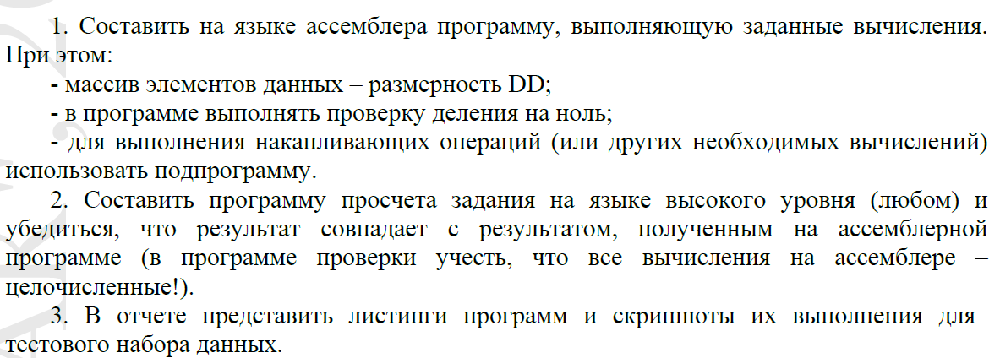 1. Составить на языке ассемблера программу, выполняющую заданные вычисления.
При этом:
- массив элементов данных – размерность DD;
- в программе выполнять проверку деления на ноль;
- для выполнения накапливающих операций (или других необходимых вычислений)
использовать подпрограмму.
2. Составить программу просчета задания на языке высокого уровня (любом) и
убедиться, что результат совпадает с результатом, полученным на ассемблерной
программе (в программе проверки учесть, что все вычисления на ассемблере –
целочисленные!).
3. В отчете представить листинги программ и скриншоты их выполнения для
тестового набора данных.